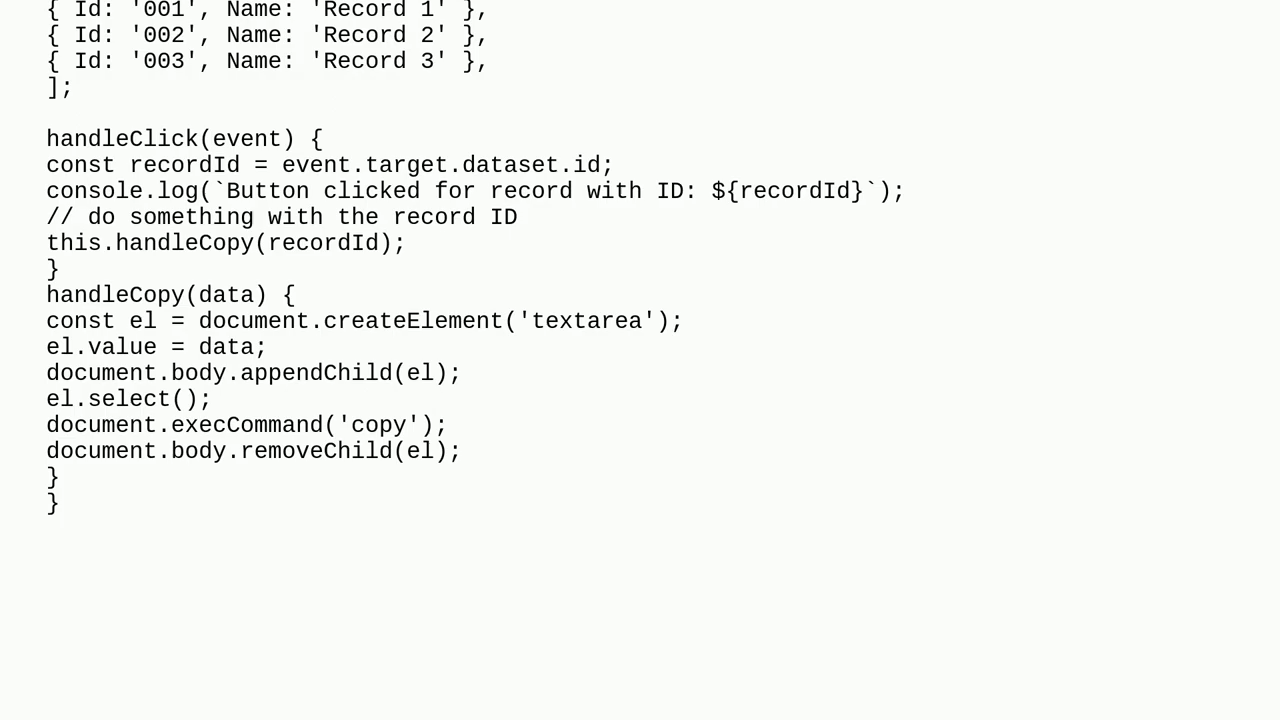 { Id: '001', Name: 'Record 1' },
{ Id: '002', Name: 'Record 2' },
{ Id: '003', Name: 'Record 3' },
];
handleClick(event) {
const recordId = event.target.dataset.id;
console.log(`Button clicked for record with ID: ${recordId}`);
// do something with the record ID
this.handleCopy(recordId);
}
handleCopy(data) {
const el = document.createElement('textarea');
el.value = data;
document.body.appendChild(el);
el.select();
document.execCommand('copy');
document.body.removeChild(el);
}
}